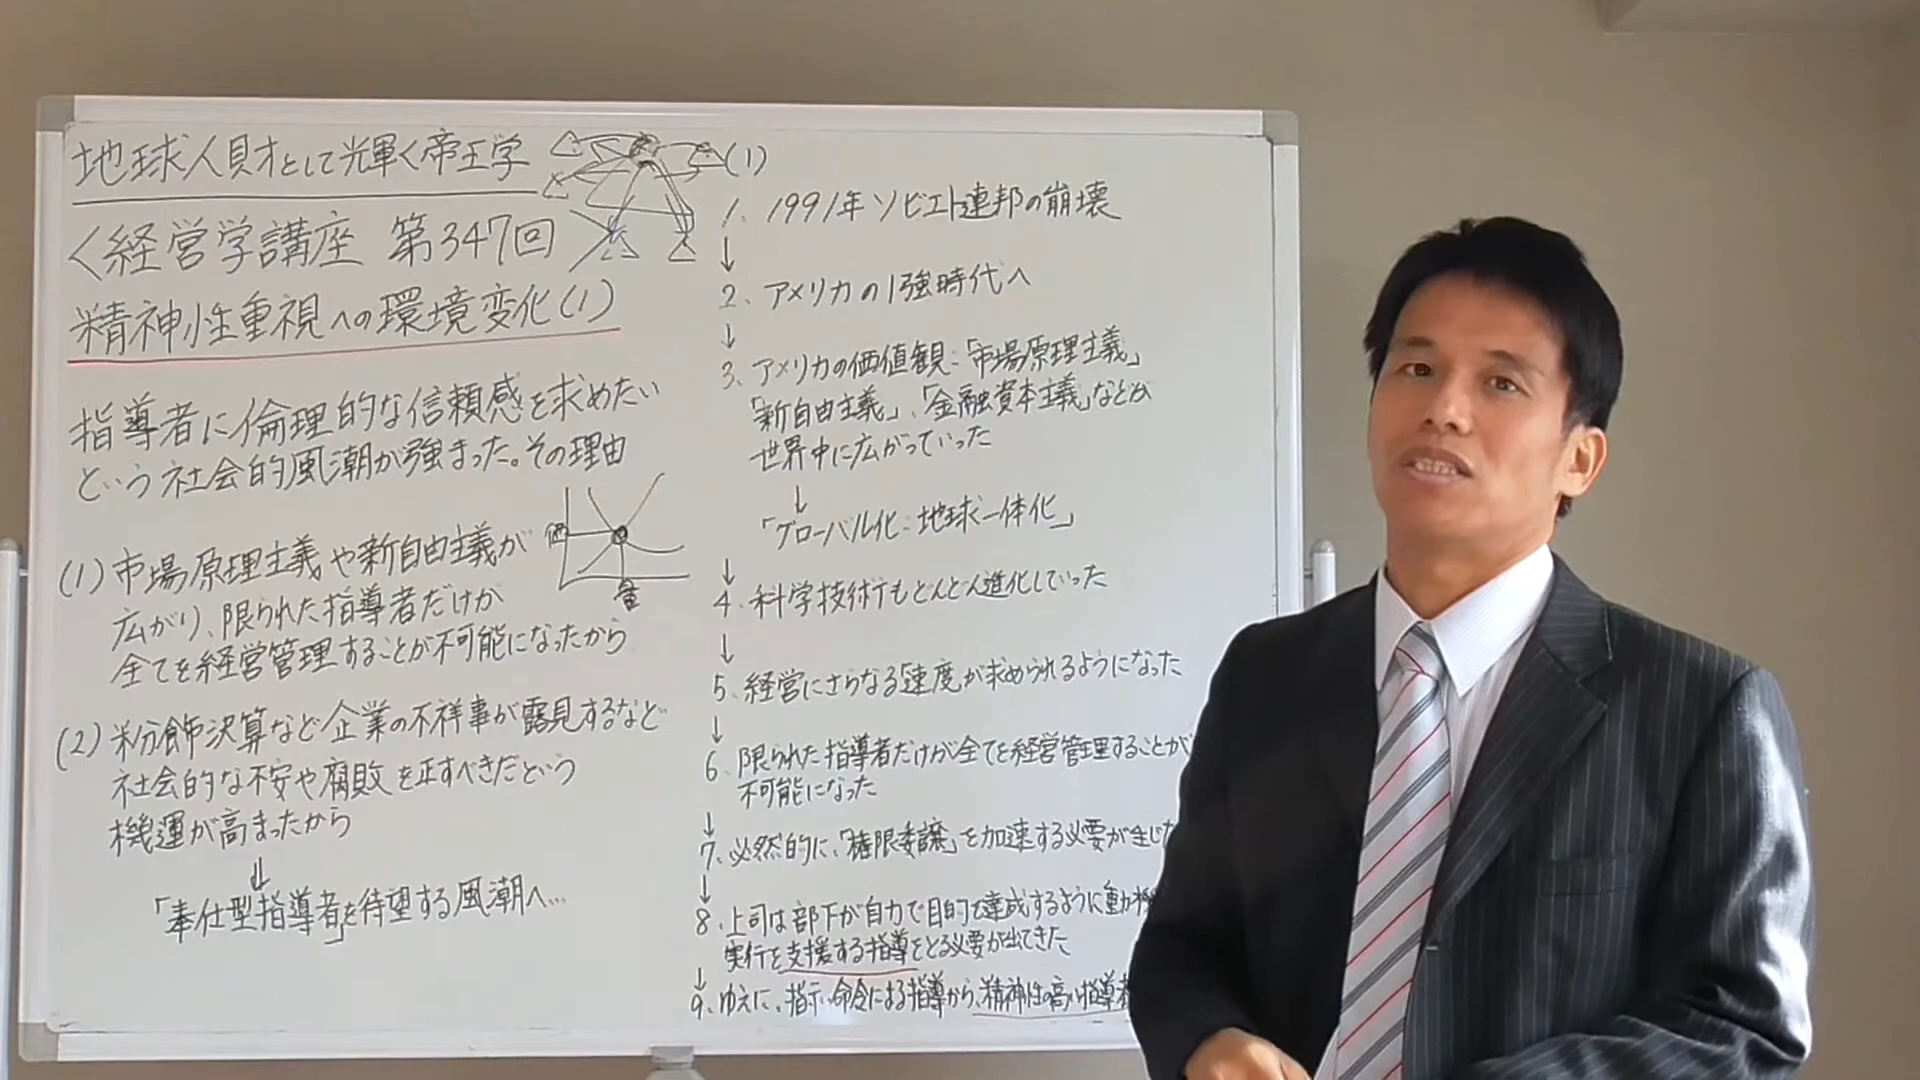 地球人財として輝く帝王学
<経営学講座 第347回
精神性重視への環境変化(1)
指導者に倫理的な信頼感を求めたい
という社会的風潮が強まった。その理由
(1)市場原理主義や新自由主義が
広がり、限られた指導者だけが
全てを経営管理することが不可能になったから
(2)粉飾決算など企業の不祥事が露見するなど
社会的な不安や腐敗を正すべきだという
機運が高まったから
↓
「奉仕型指導者」を待望する風潮へ…
価
量
(1)
1、1991年ソビエト連邦の崩壊
↓
2、アメリカの1強時代へ
↓
3、アメリカの価値観:「市場原理主義」
「新自由主義」、「金融資本主義」などが
世界中に広がっていった
↓
「グローバル化:地球一体化」
↓
4、科学技術もどんどん進化していった
↓
5、経営にさらなる速度が求められるようになった
↓
6、限られた指導者だけが全てを経営管理することが
不可能になった
↓
7、必然的に、「権限委譲」を加速する必要が生じた
↓
8、上司は部下が自力で目的を達成するように動機
実行を支援する指導をとる必要が出てきた
↓
9、ゆえに、指示・命令による指導から、精神性の高い指導